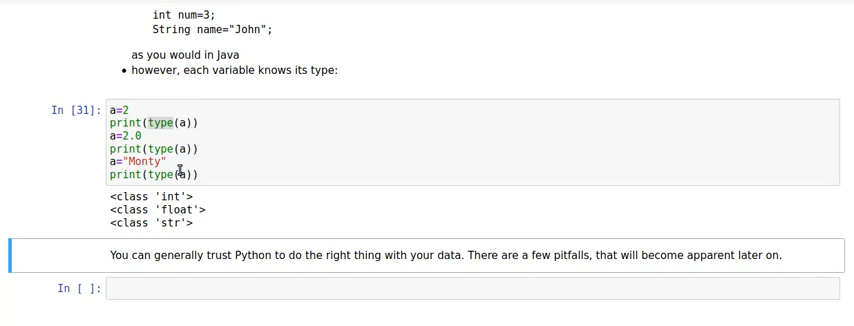 int num=3;
String name="John";
as you would in Java
• however, each variable knows its type:
In [31]: a=2
print(type(a))
a=2.0
print(type(a))
a="Monty"
print(type(a))
<class 'int'>
<class 'float'>
<class 'str'>
You can generally trust Python to do the right thing with your data. There are a few pitfalls, that will become apparent later on.
In [ ]: